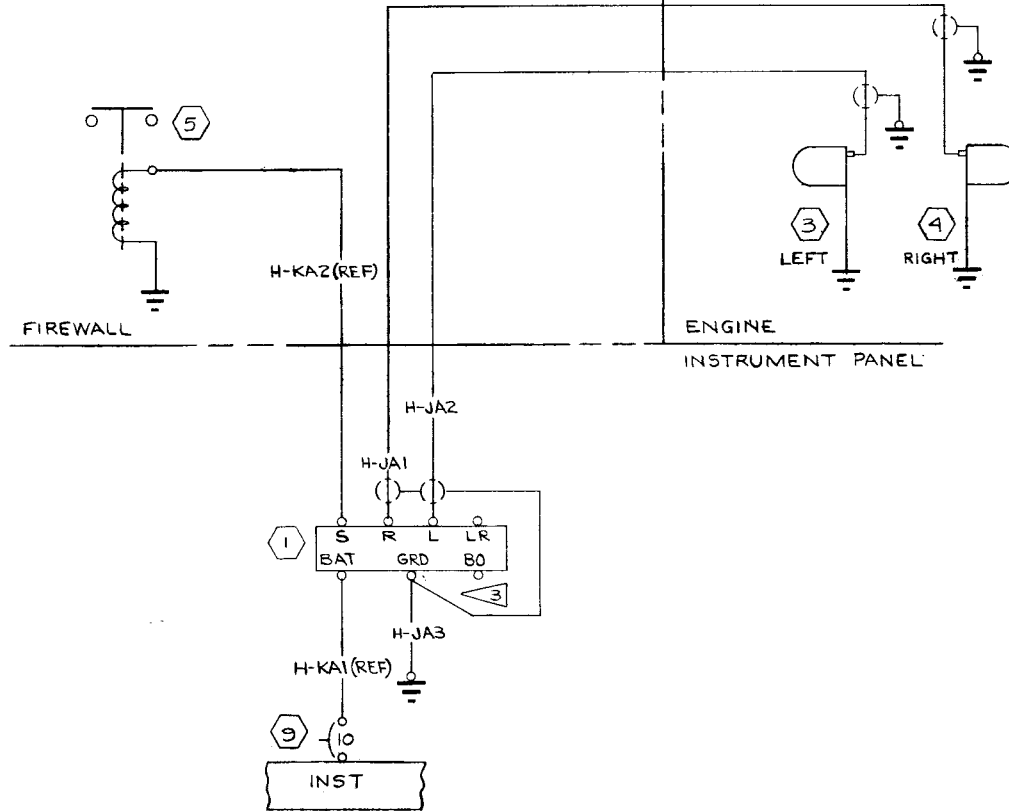 5
H-KA2(REF)
3
LEFT
4
RIGHT
FIREWALL
ENGINE
INSTRUMENT PANEL
H-JA2
H-JA1
1
S R L LR
BAT GRD BO
3
H-JA3
H-KA1(REF)
9
10
INST